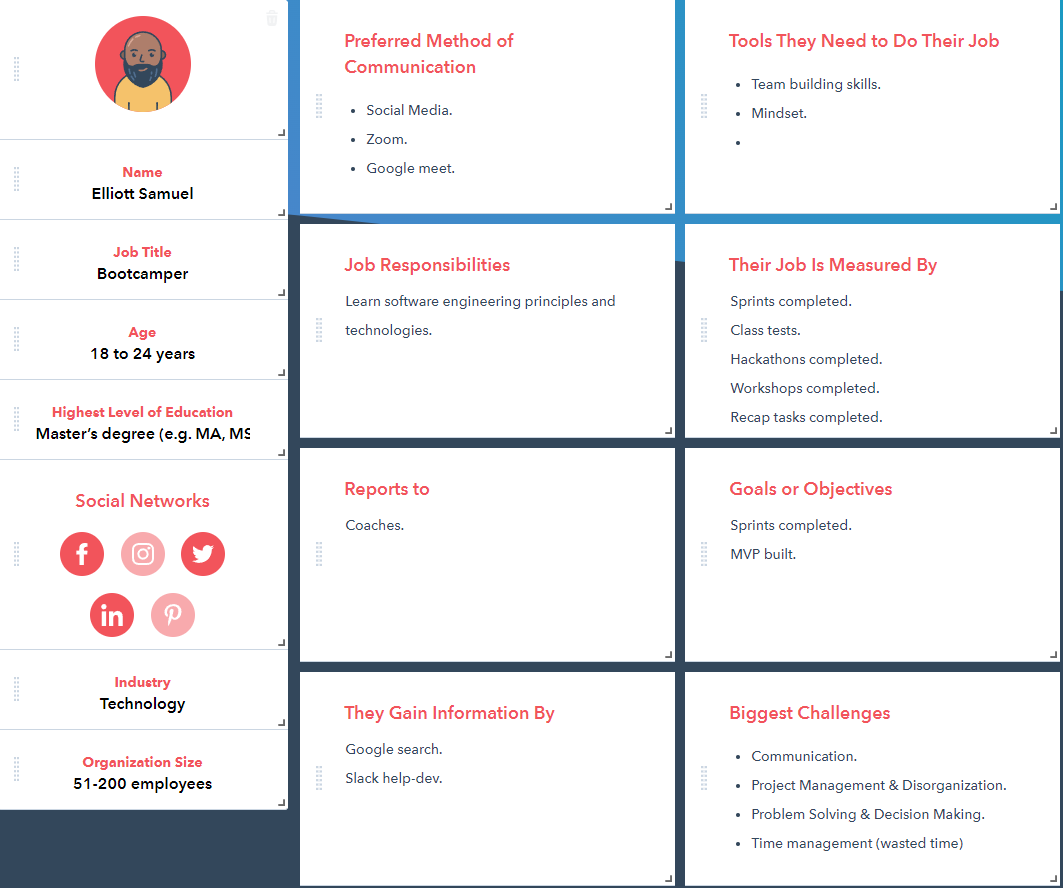 Name
Elliott Samuel
Job Title
Bootcamper
Age
18 to 24 years
Highest Level of Education
Master's degree (e.g. MA, MS
Social Networks
f
in
Industry
Technology
Organization Size
51-200 employees
Preferred Method of
Communication
• Social Media.
• Zoom.
• Google meet.
Tools They Need to Do Their Job
• Team building skills.
• Mindset.
•
Job Responsibilities
Learn software engineering principles and
technologies.
Their Job Is Measured By
Sprints completed.
Class tests.
Hackathons completed.
Workshops completed.
Recap tasks completed.
Reports to
Coaches.
Goals or Objectives
Sprints completed.
MVP built.
They Gain Information By
Google search.
Slack help-dev.
Biggest Challenges
• Communication.
• Project Management & Disorganization.
• Problem Solving & Decision Making.
• Time management (wasted time)